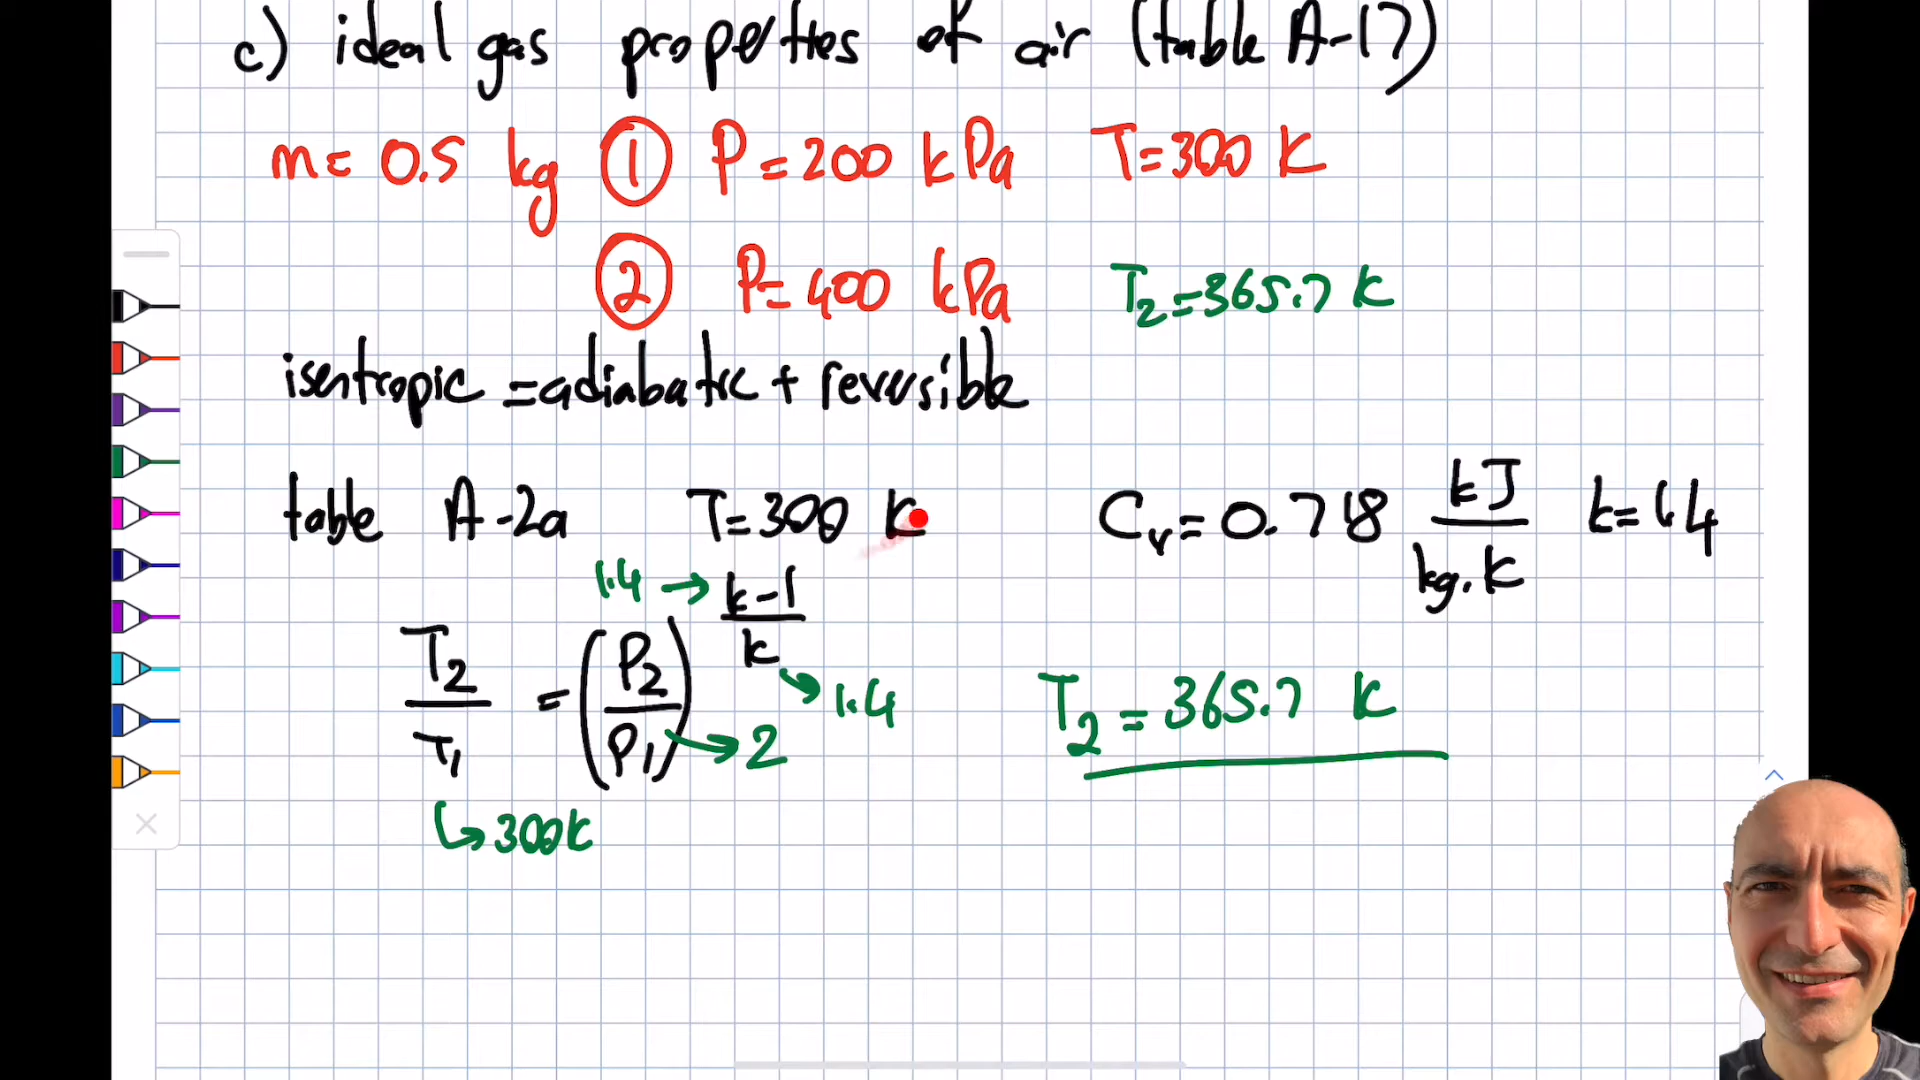 c) ideal gas properties of air (table A-17)
m= 0.5 kg ① P=200 kPa T=300 K
② P=400 kPa T2=365.7 K
isentropic = adiabatic + reversible
table A-2a T=300 K Cv=0.718 kJ/kg.K k=1.4
1.4 → k-1/k
T2/T1 = (P2/P1) → 1.4
→ 2
T2 = 365.7 K
→ 300K